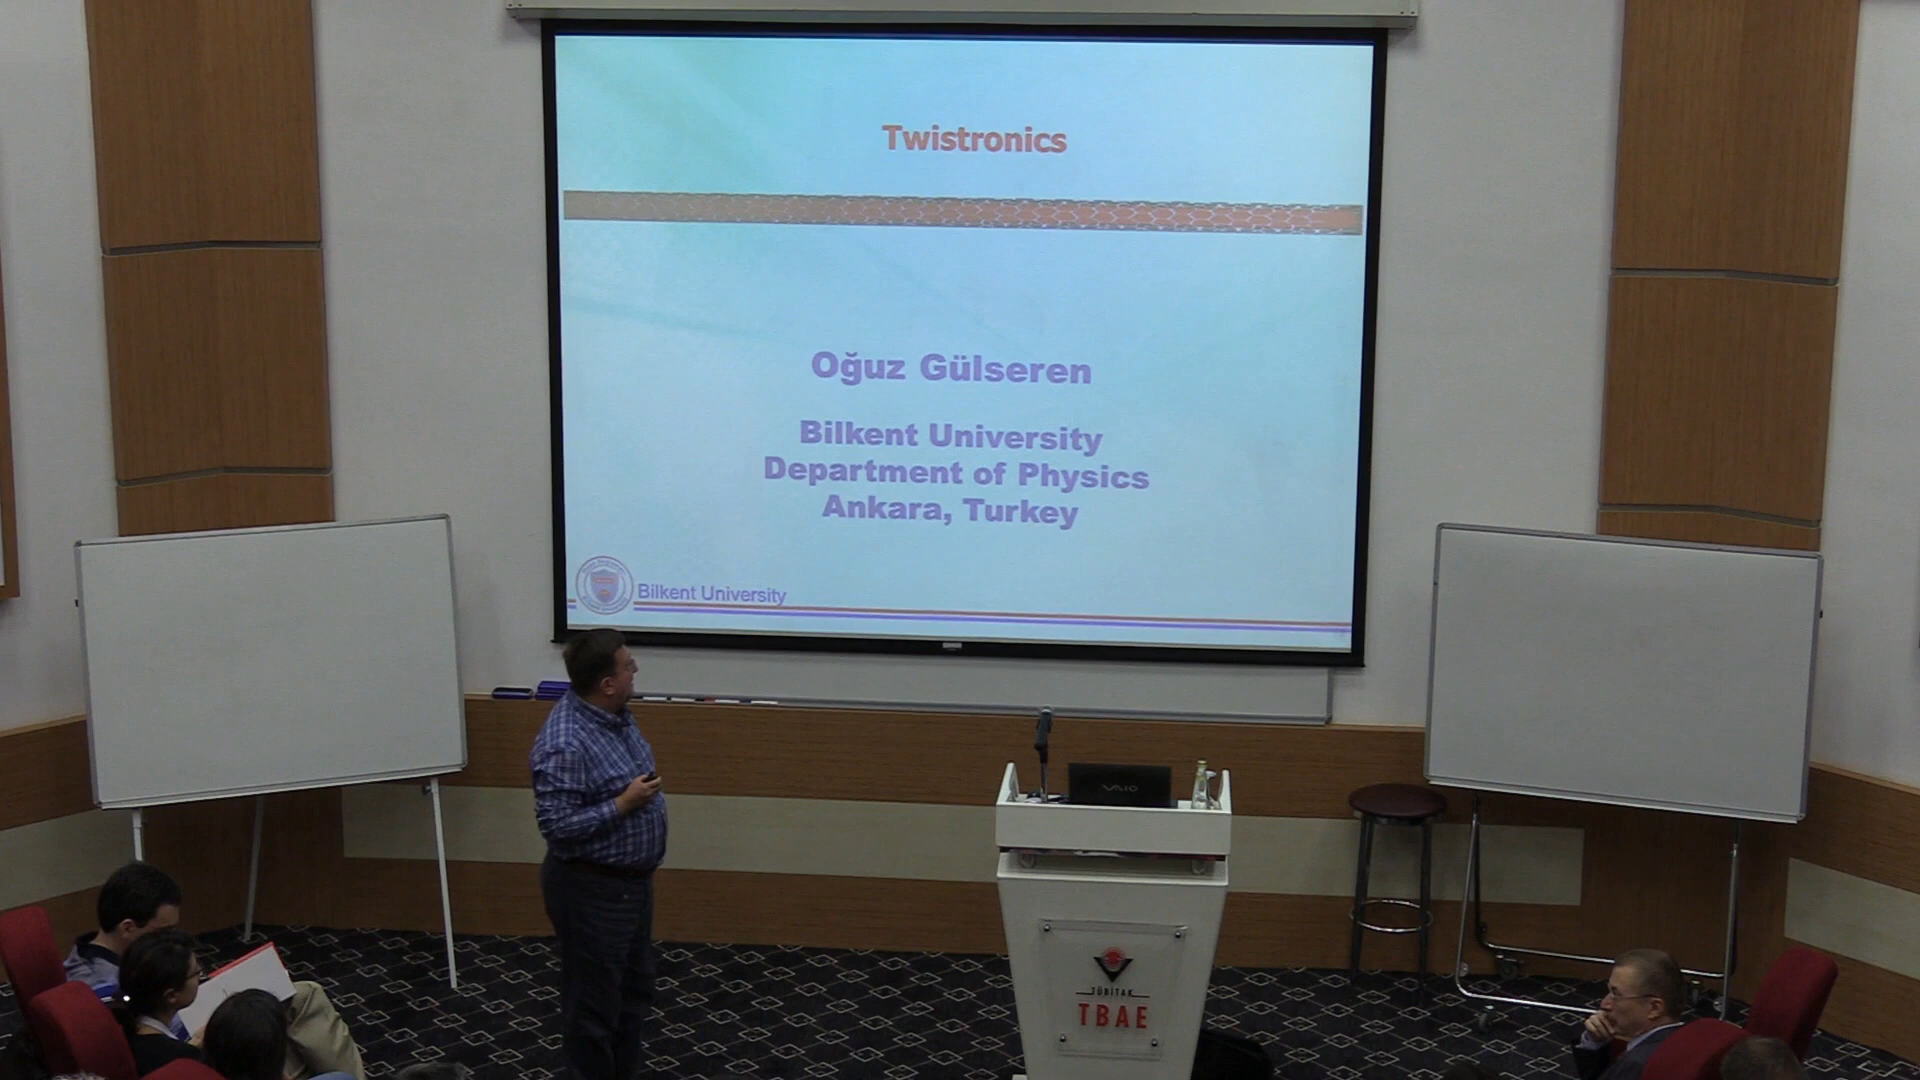 Twistronics
Oğuz Gülseren
Bilkent University
Department of Physics
Ankara, Turkey
Bilkent University
VAIO
TÜBİTAK
TBAE